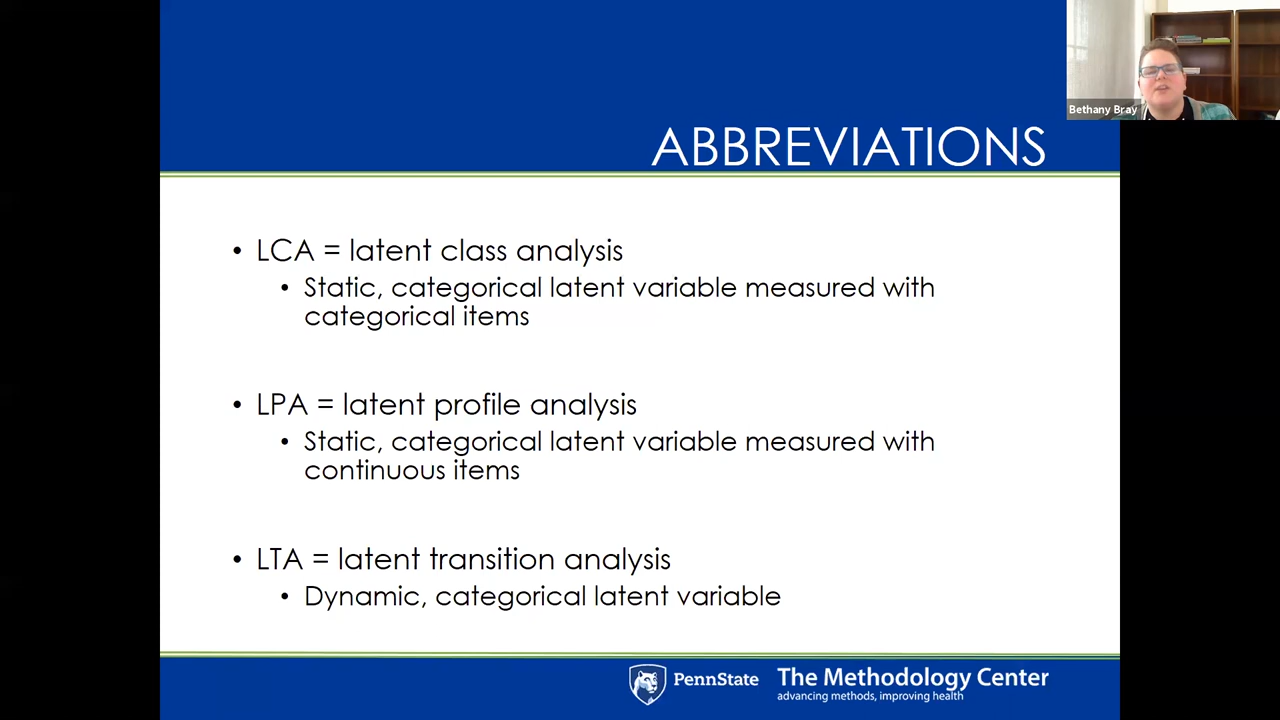 Bethany Bray
ABBREVIATIONS
• LCA = latent class analysis
• Static, categorical latent variable measured with
categorical items
• LPA = latent profile analysis
• Static, categorical latent variable measured with
continuous items
• LTA = latent transition analysis
• Dynamic, categorical latent variable
PennState
The Methodology Center
advancing methods, improving health